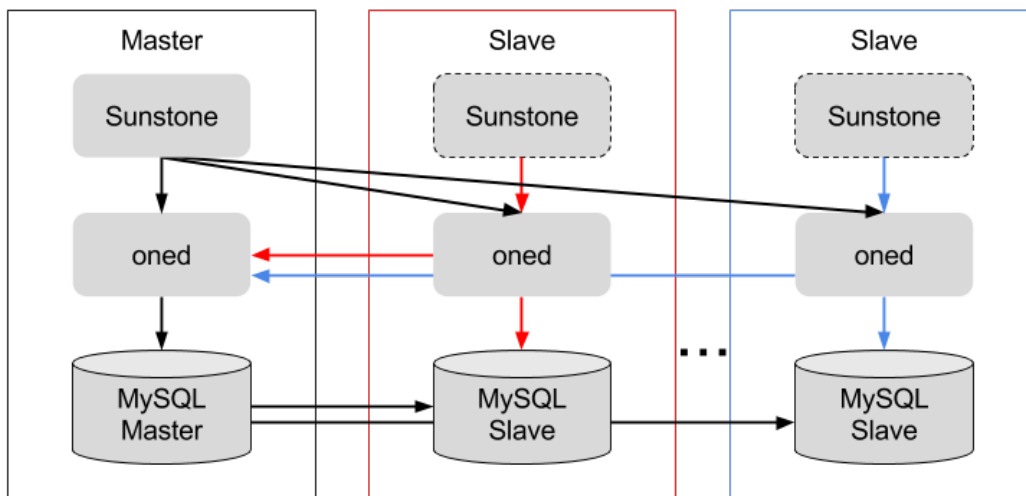 Master
Slave
Slave
Sunstone
Sunstone
Sunstone
oned
oned
oned
...
MySQL
Master
MySQL
Slave
MySQL
Slave